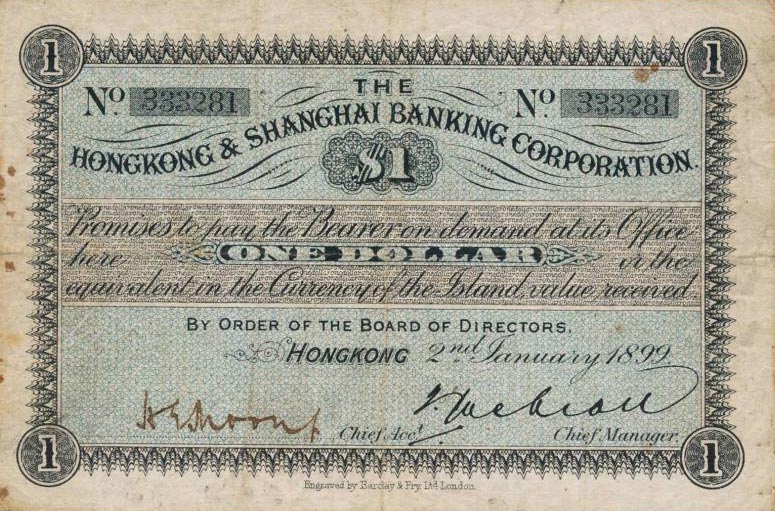 1 1
THE
Nº 333281 Nº 333281
HONGKONG & SHANGHAI BANKING CORPORATION.
$1
Promises to pay the Bearer on demand at its Office
here ONE DOLLAR or the
equivalent in the Currency of the Island, value received
BY ORDER OF THE BOARD OF DIRECTORS.
HONGKONG 2nd January 1899
Chief Acct. Chief Manager.
1 1
Engraved by Barclay & Fry, Ltd London.